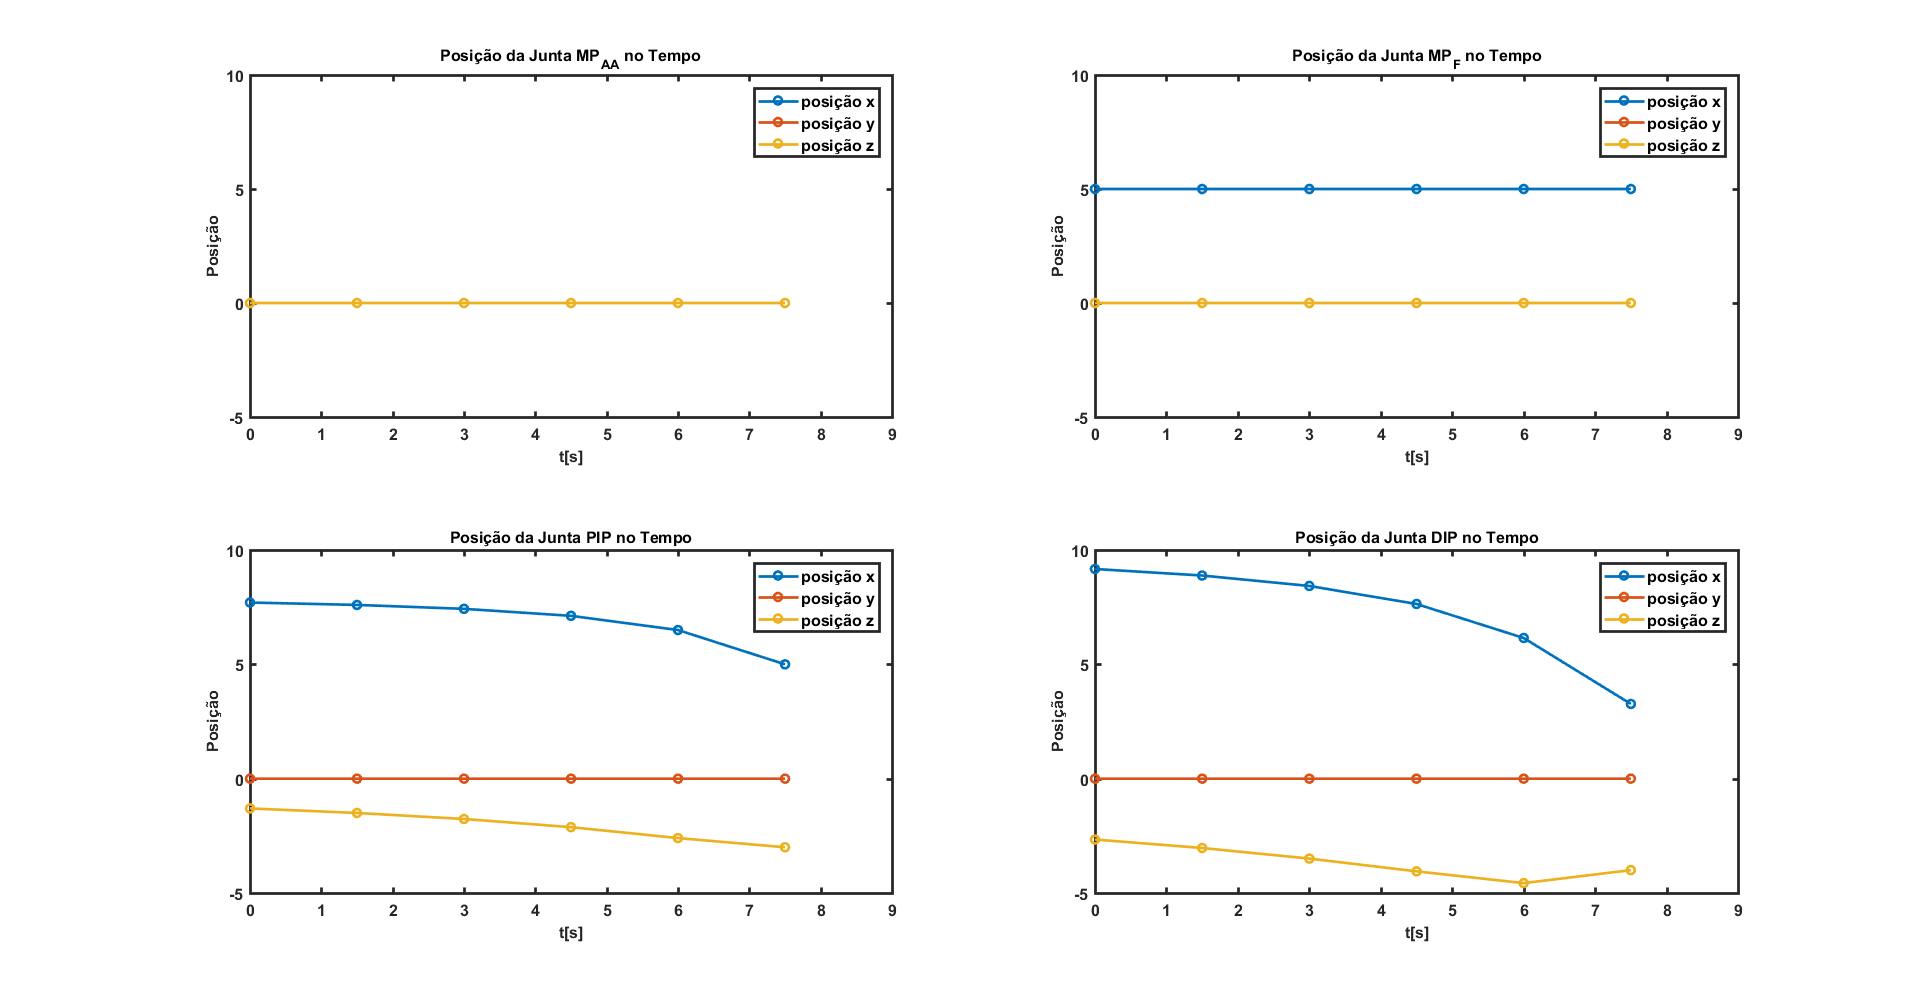 Posição da Junta MP_AA no Tempo
posição x
posição y
posição z
Posição
10
5
0
-5
0 1 2 3 4 5 6 7 8 9
t[s]
Posição da Junta MP_F no Tempo
posição x
posição y
posição z
Posição
10
5
0
-5
0 1 2 3 4 5 6 7 8 9
t[s]
Posição da Junta PIP no Tempo
posição x
posição y
posição z
Posição
10
5
0
-5
0 1 2 3 4 5 6 7 8 9
t[s]
Posição da Junta DIP no Tempo
posição x
posição y
posição z
Posição
10
5
0
-5
0 1 2 3 4 5 6 7 8 9
t[s]